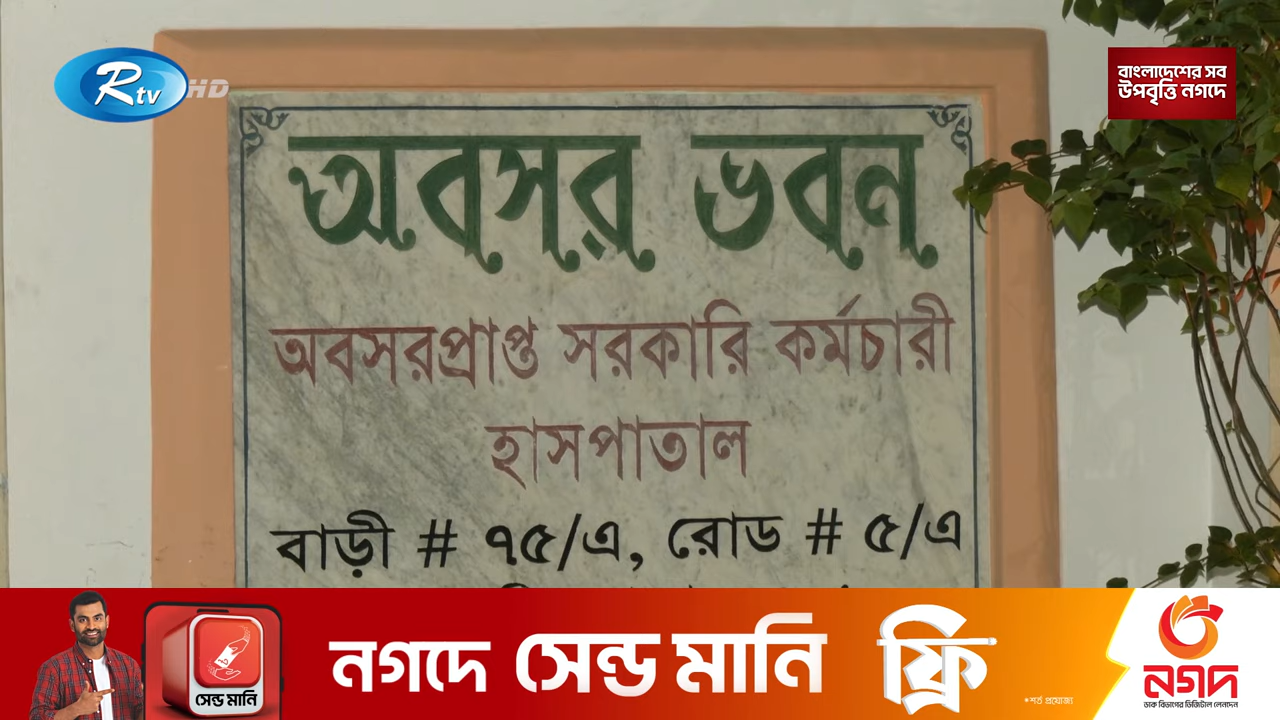 Rtv HD
বাংলাদেশের সব
উপবৃত্তি নগদে
অবসর ভবন
অবসরপ্রাপ্ত সরকারি কর্মচারী
হাসপাতাল
বাড়ী # ৭৫/এ, রোড # ৫/এ
সেন্ড মানি
নগদে সেন্ড মানি ফ্রি
*শর্ত প্রযোজ্য
নগদ
ডাক বিভাগের ডিজিটাল লেনদেন